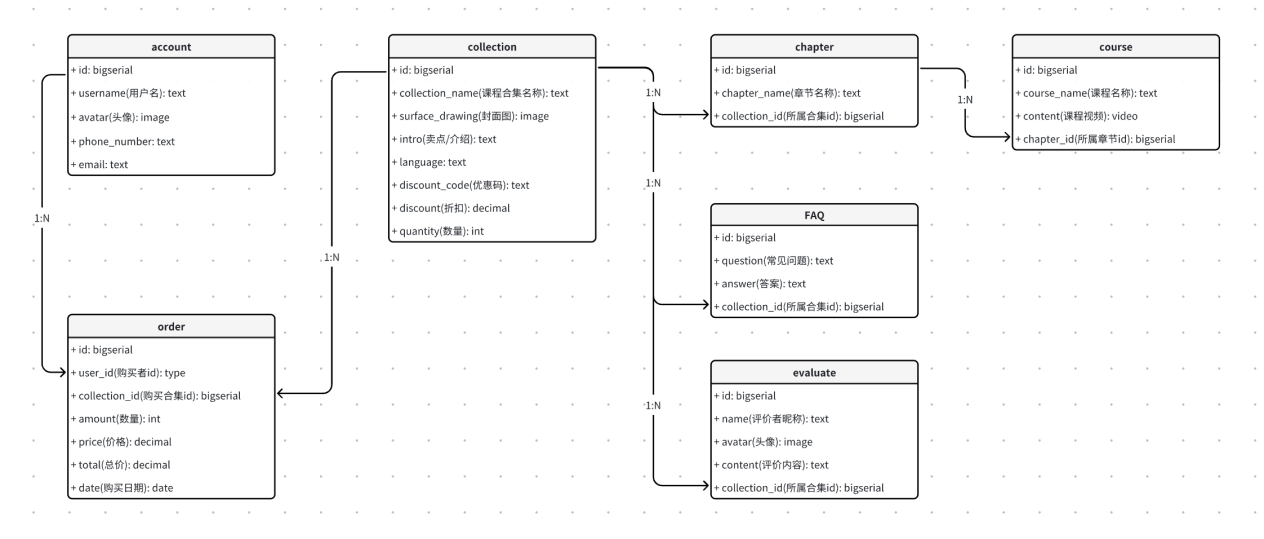 account
+ id: bigserial
+ username(用户名): text
+ avatar(头像): image
+ phone_number: text
+ email: text
1:N
order
+ id: bigserial
+ user_id(购买者id): type
+ collection_id(购买合集id): bigserial
+ amount(数量): int
+ price(价格): decimal
+ total(总价): decimal
+ date(购买日期): date
1:N
collection
+ id: bigserial
+ collection_name(课程合集名称): text
+ surface_drawing(封面图): image
+ intro(卖点/介绍): text
+ language: text
+ discount_code(优惠码): text
+ discount(折扣): decimal
+ quantity(数量): int
1:N
1:N
1:N
chapter
+ id: bigserial
+ chapter_name(章节名称): text
+ collection_id(所属合集id): bigserial
1:N
course
+ id: bigserial
+ course_name(课程名称): text
+ content(课程视频): video
+ chapter_id(所属章节id): bigserial
FAQ
+ id: bigserial
+ question(常见问题): text
+ answer(答案): text
+ collection_id(所属合集id): bigserial
evaluate
+ id: bigserial
+ name(评价者昵称): text
+ avatar(头像): image
+ content(评价内容): text
+ collection_id(所属合集id): bigserial